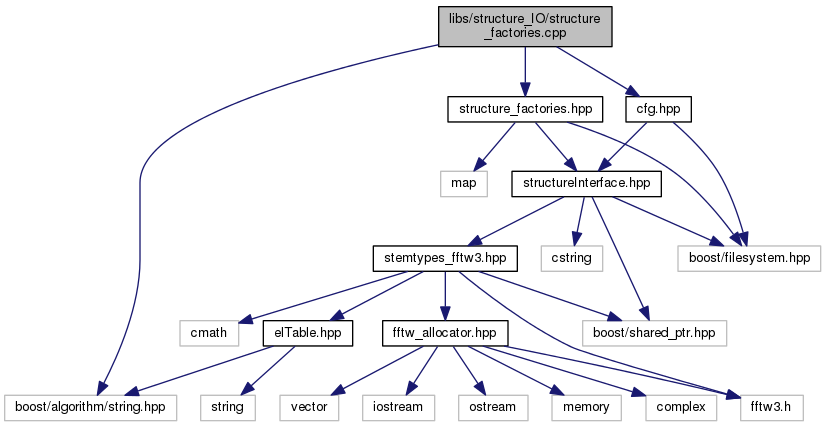 libs/structure_IO/structure
_factories.cpp
structure_factories.hpp
cfg.hpp
map
structureInterface.hpp
stemtypes_fftw3.hpp
cstring
boost/filesystem.hpp
cmath
elTable.hpp
fftw_allocator.hpp
boost/shared_ptr.hpp
boost/algorithm/string.hpp
string
vector
iostream
ostream
memory
complex
fftw3.h